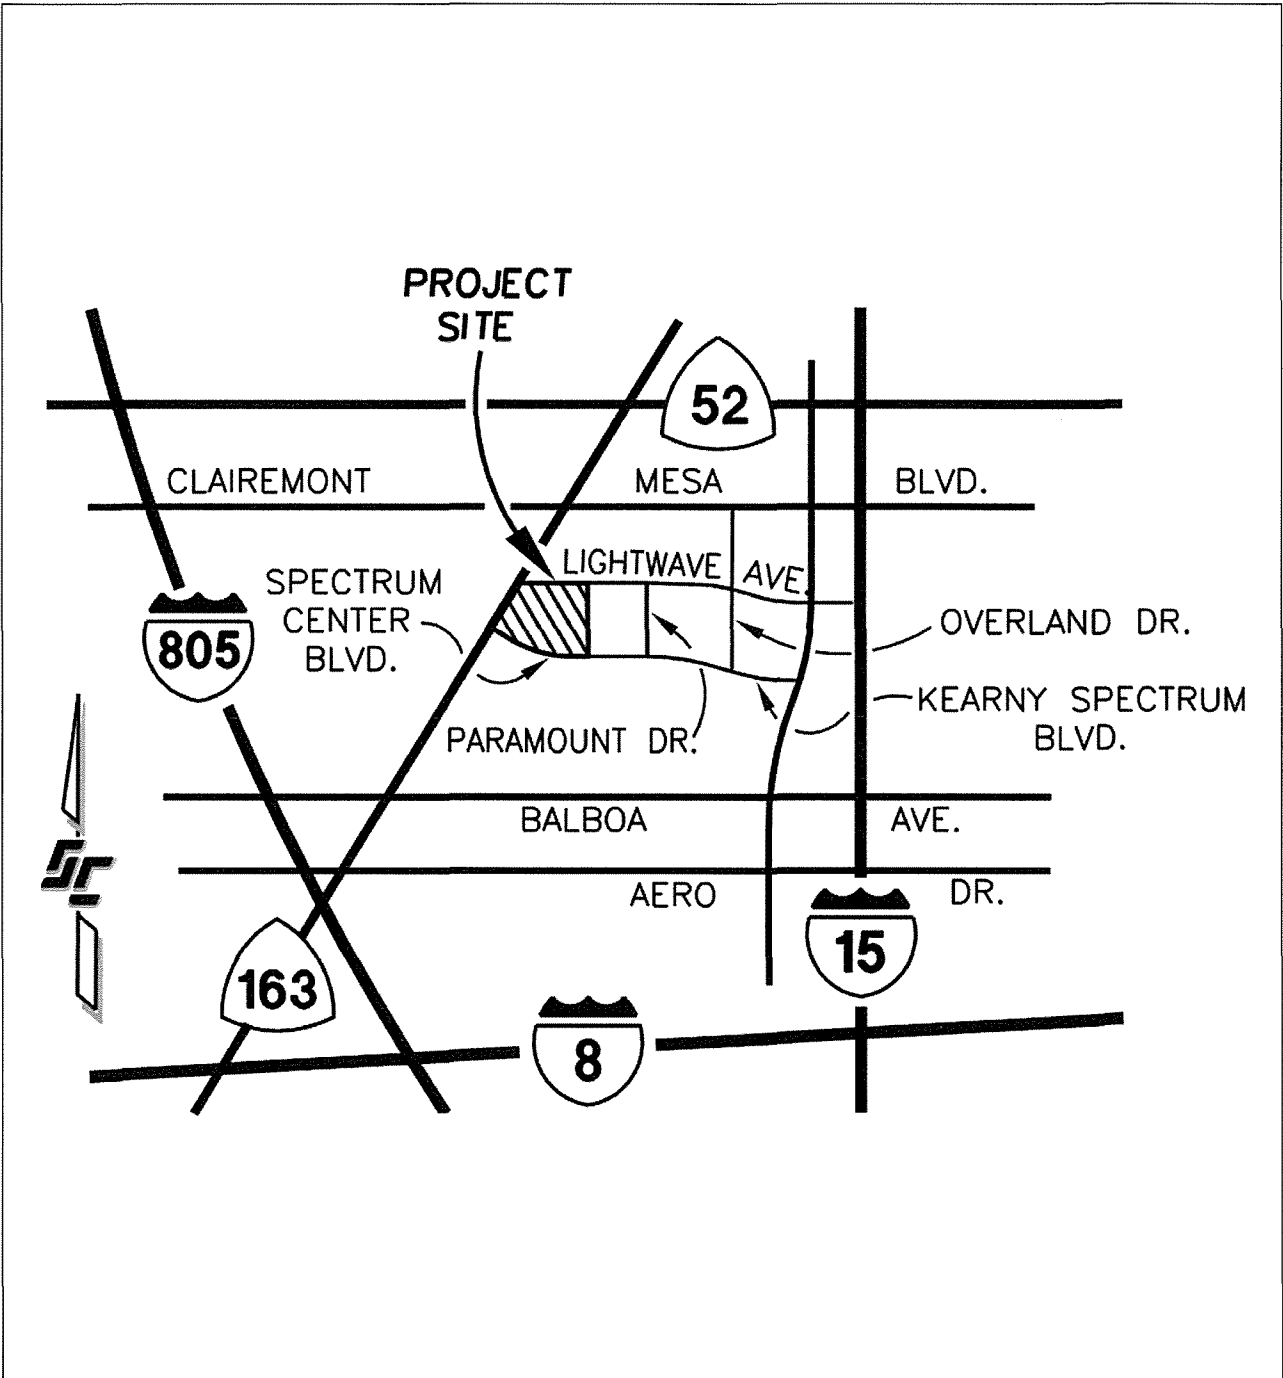 PROJECT
SITE
52
CLAIREMONT MESA BLVD.
LIGHTWAVE AVE.
SPECTRUM
CENTER
BLVD.
805
OVERLAND DR.
KEARNY SPECTRUM
BLVD.
PARAMOUNT DR.
BALBOA AVE.
AERO DR.
15
163
8